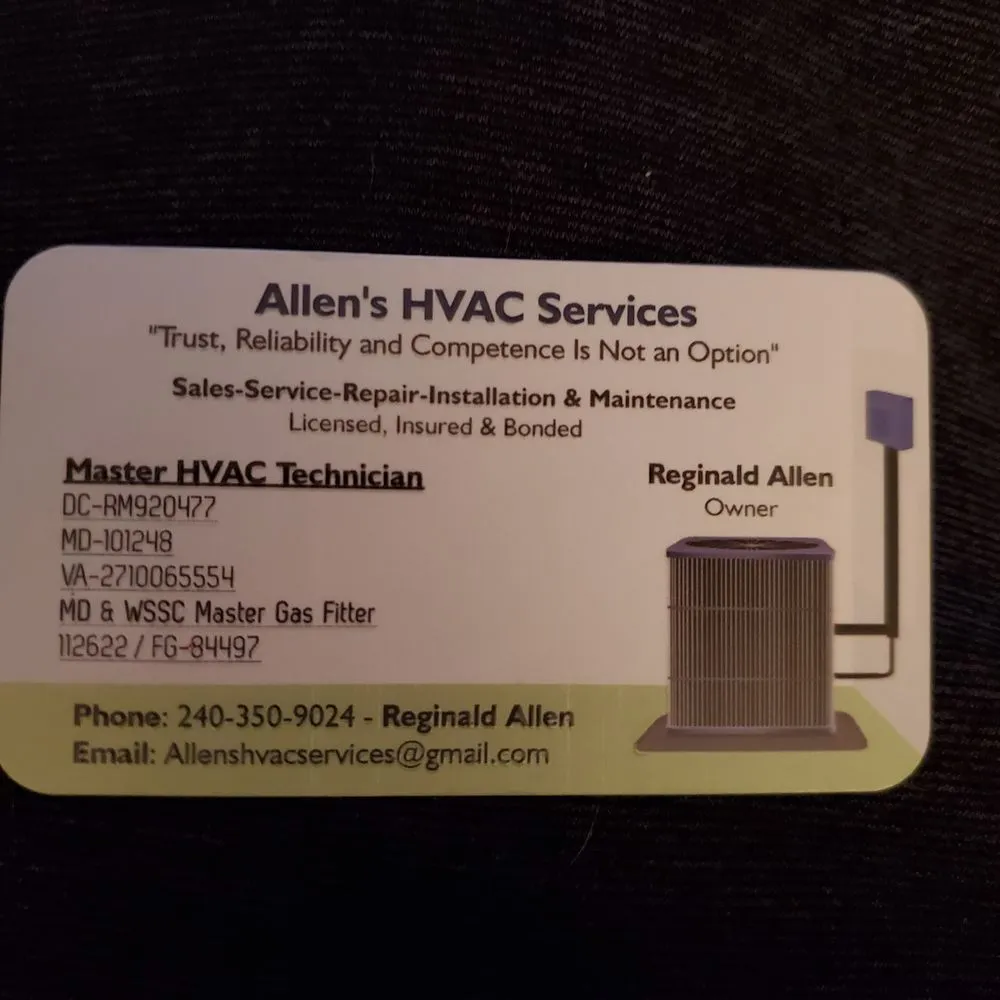 Allen's HVAC Services
"Trust, Reliability and Competence Is Not an Option"
Sales-Service-Repair-Installation & Maintenance
Licensed, Insured & Bonded
Master HVAC Technician
DC-RM920477
MD-101248
VA-2710065554
MD & WSSC Master Gas Fitter
112622 / FG-84497
Reginald Allen
Owner
Phone: 240-350-9024 - Reginald Allen
Email: Allenshvacservices@gmail.com